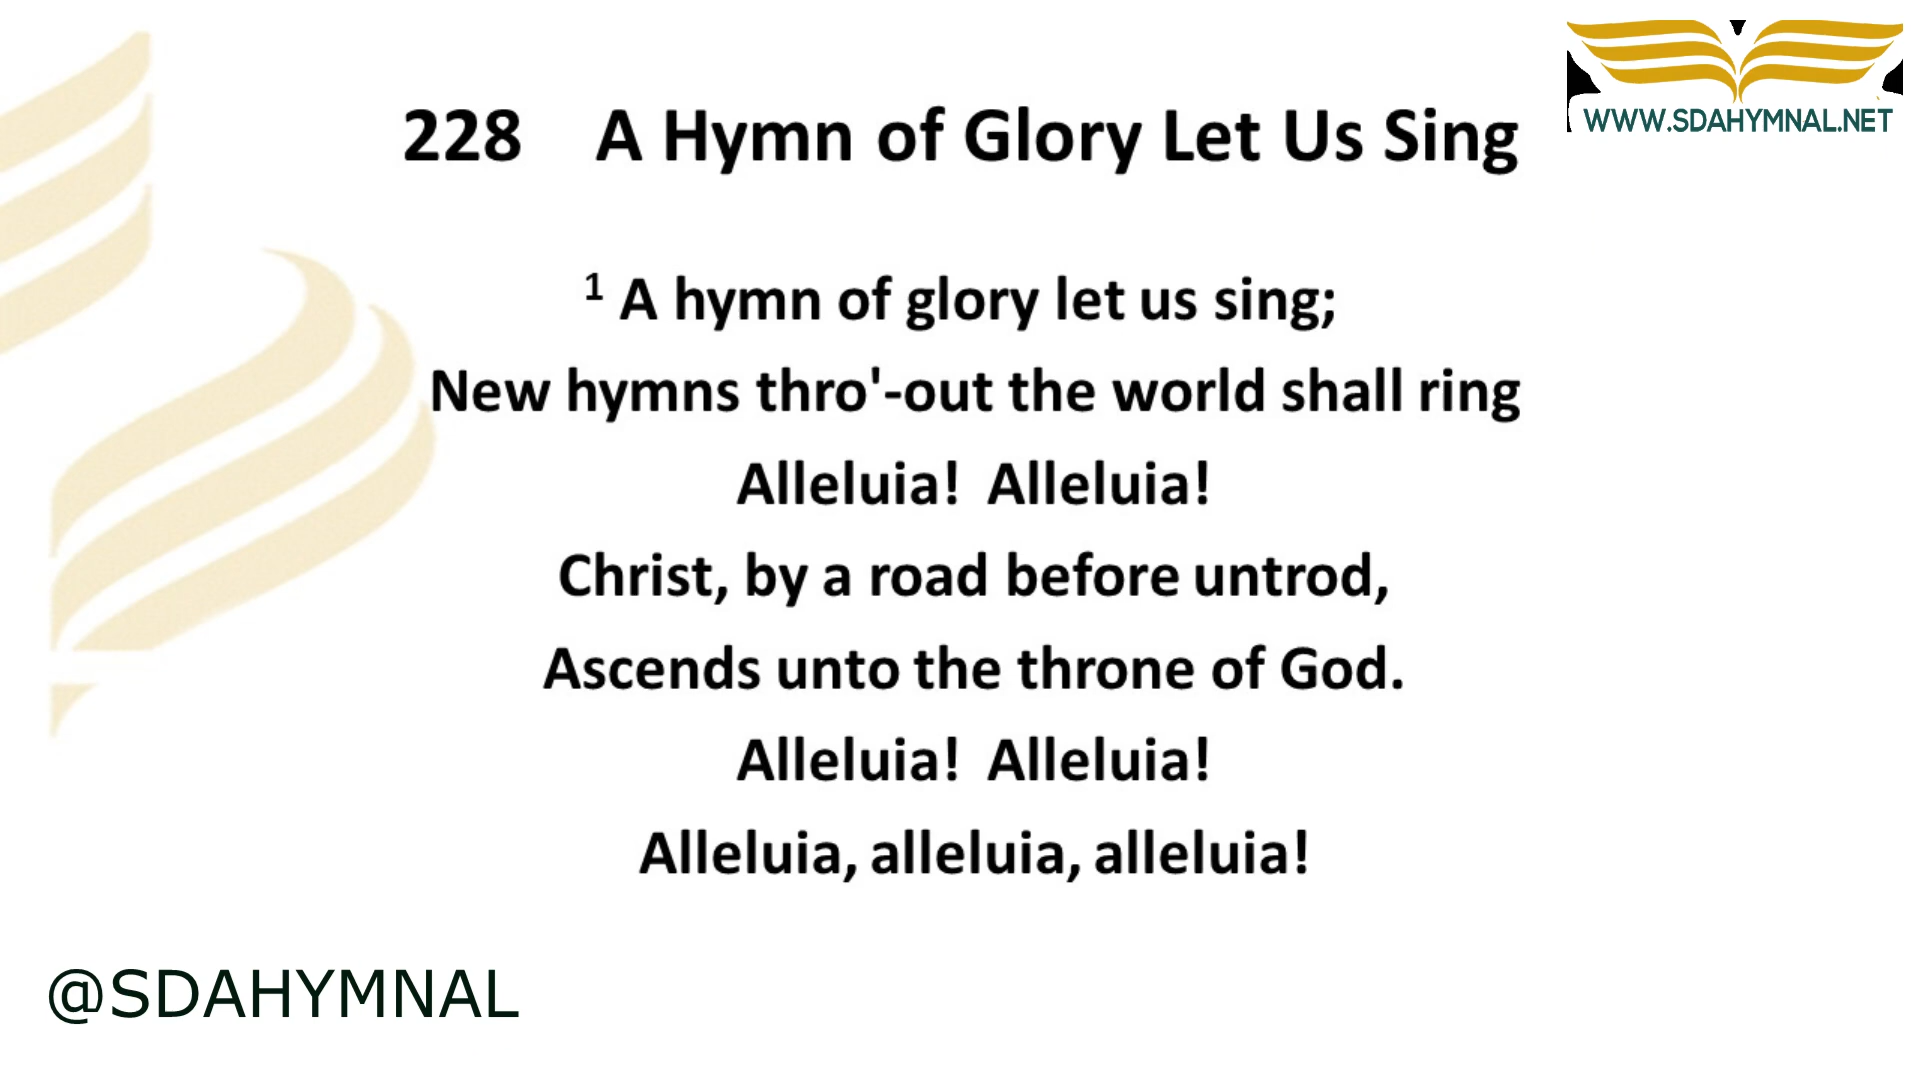 WWW.SDAHYMNAL.NET
228 A Hymn of Glory Let Us Sing
1 A hymn of glory let us sing;
New hymns thro'-out the world shall ring
Alleluia! Alleluia!
Christ, by a road before untrod,
Ascends unto the throne of God.
Alleluia! Alleluia!
Alleluia, alleluia, alleluia!
@SDAHYMNAL